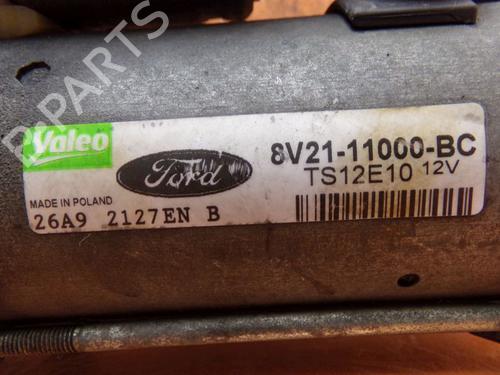 B-PARTS
Valeo
Ford
8V21-11000-BC
TS12E10 12V
MADE IN POLAND
26A9 2127EN B